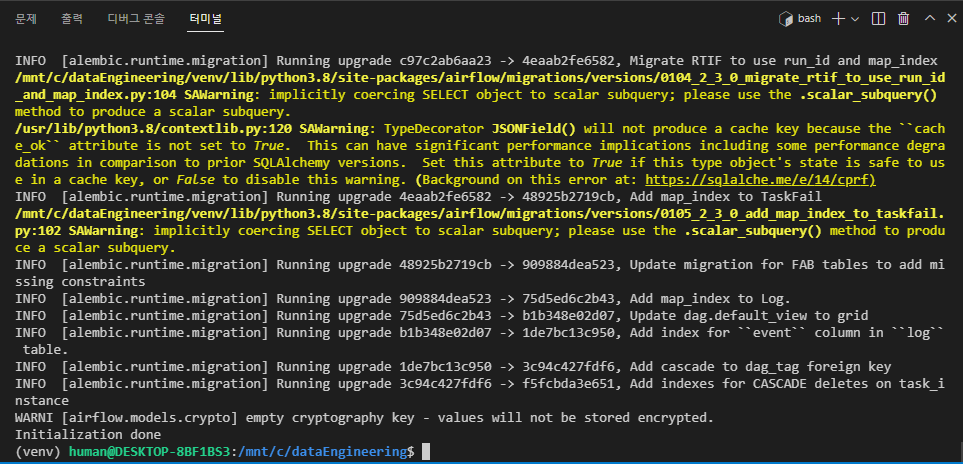 문제 출력 디버그 콘솔 터미널 bash
INFO  [alembic.runtime.migration] Running upgrade c97c2ab6aa23 -> 4eaab2fe6582, Migrate RTIF to use run_id and map_index
/mnt/c/dataEngineering/venv/lib/python3.8/site-packages/airflow/migrations/versions/0104_2_3_0_migrate_rtif_to_use_run_id
_and_map_index.py:104 SAWarning: implicitly coercing SELECT object to scalar subquery; please use the .scalar_subquery()
method to produce a scalar subquery.
/usr/lib/python3.8/contextlib.py:120 SAWarning: TypeDecorator JSONField() will not produce a cache key because the ``cach
e_ok`` attribute is not set to True.  This can have significant performance implications including some performance degra
dations in comparison to prior SQLAlchemy versions.  Set this attribute to True if this type object's state is safe to us
e in a cache key, or False to disable this warning. (Background on this error at: https://sqlalche.me/e/14/cprf)
INFO  [alembic.runtime.migration] Running upgrade 4eaab2fe6582 -> 48925b2719cb, Add map_index to TaskFail
/mnt/c/dataEngineering/venv/lib/python3.8/site-packages/airflow/migrations/versions/0105_2_3_0_add_map_index_to_taskfail.
py:102 SAWarning: implicitly coercing SELECT object to scalar subquery; please use the .scalar_subquery() method to produ
ce a scalar subquery.
INFO  [alembic.runtime.migration] Running upgrade 48925b2719cb -> 909884dea523, Update migration for FAB tables to add mi
ssing constraints
INFO  [alembic.runtime.migration] Running upgrade 909884dea523 -> 75d5ed6c2b43, Add map_index to Log.
INFO  [alembic.runtime.migration] Running upgrade 75d5ed6c2b43 -> b1b348e02d07, Update dag.default_view to grid
INFO  [alembic.runtime.migration] Running upgrade b1b348e02d07 -> 1de7bc13c950, Add index for ``event`` column in ``log``
 table.
INFO  [alembic.runtime.migration] Running upgrade 1de7bc13c950 -> 3c94c427fdf6, Add cascade to dag_tag foreign key
INFO  [alembic.runtime.migration] Running upgrade 3c94c427fdf6 -> f5fcbda3e651, Add indexes for CASCADE deletes on task_i
nstance
WARNI [airflow.models.crypto] empty cryptography key - values will not be stored encrypted.
Initialization done
(venv) human@DESKTOP-8BF1BS3:/mnt/c/dataEngineering$